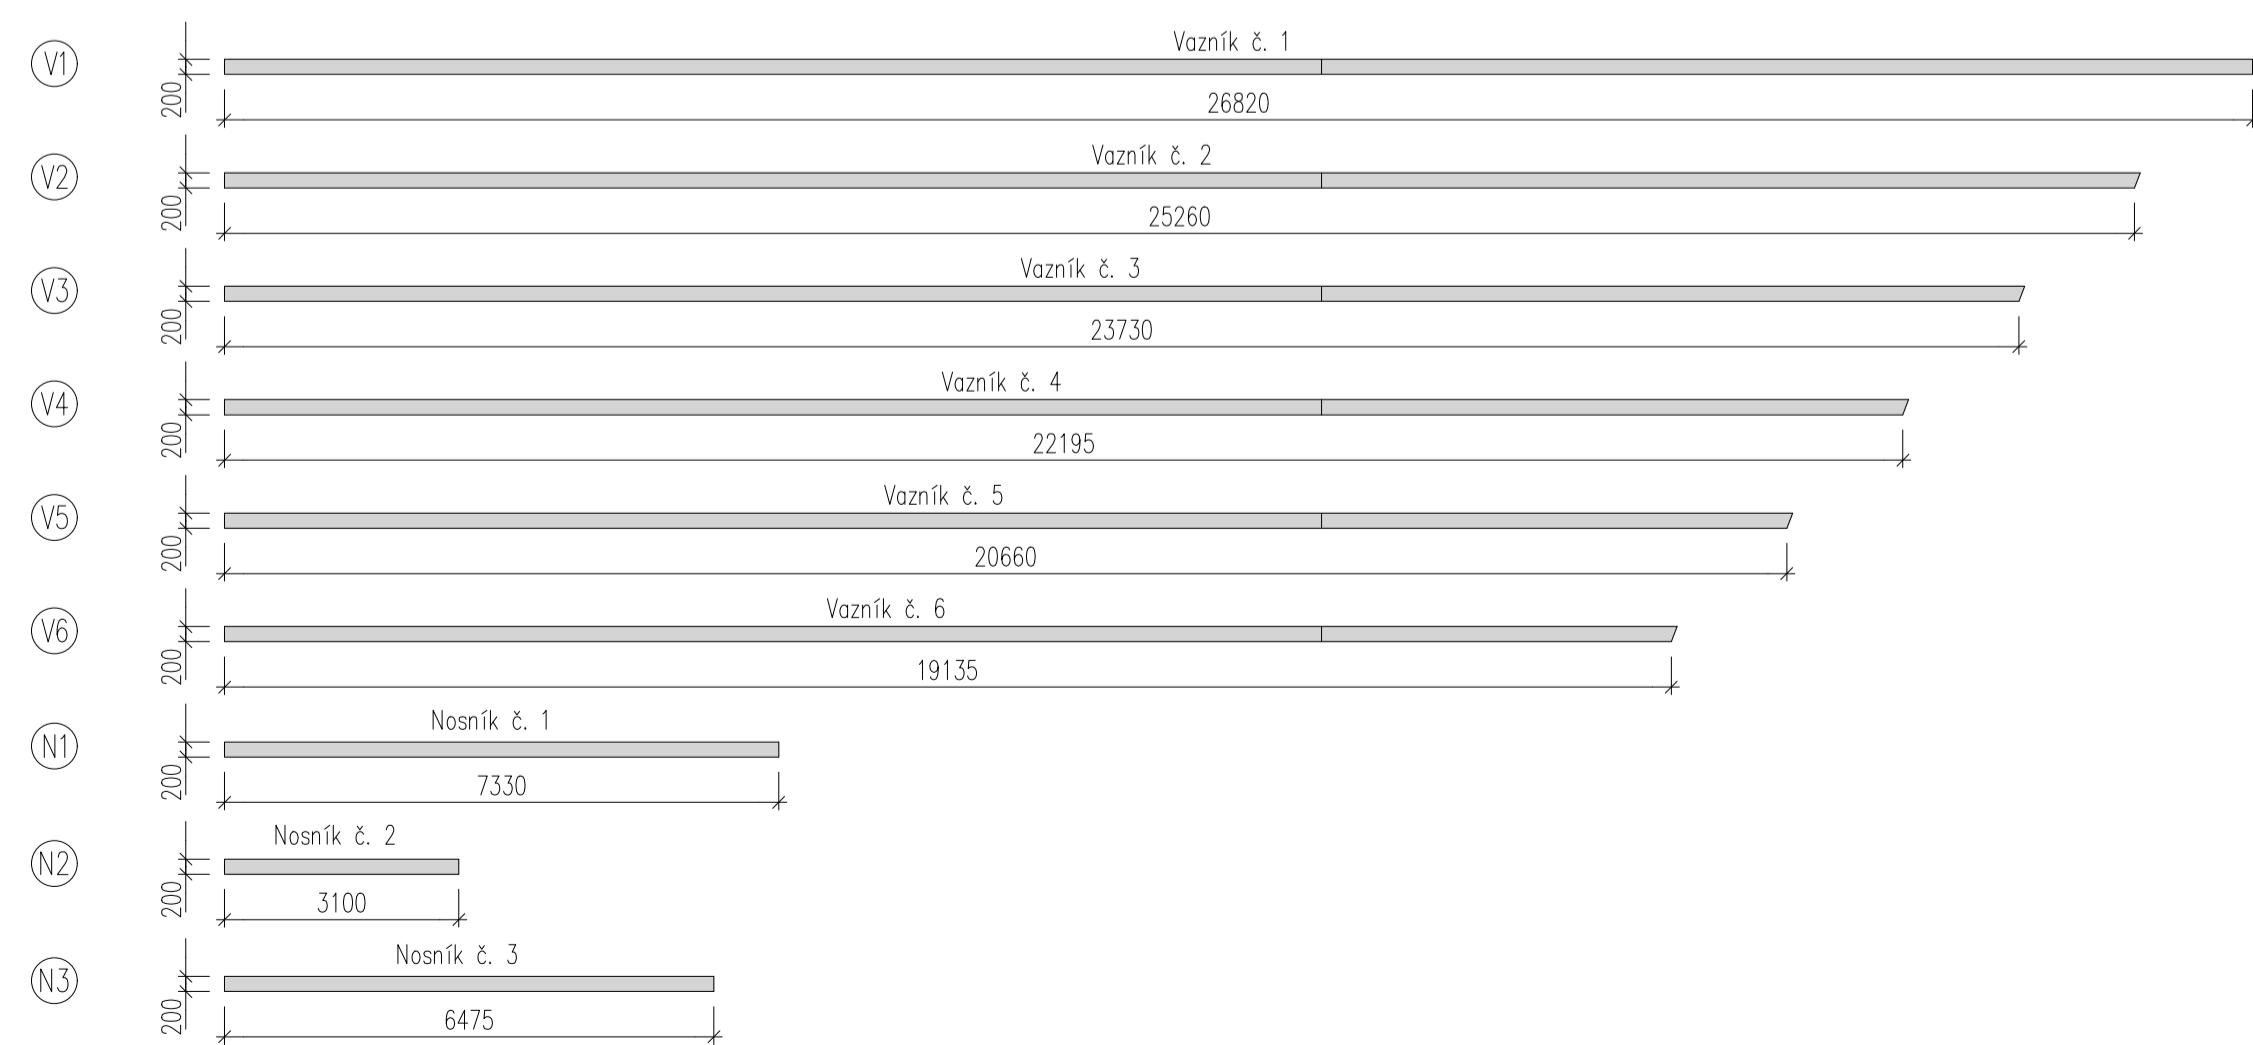 Vazník č. 1
V1
200
26820
Vazník č. 2
V2
200
25260
Vazník č. 3
V3
200
23730
Vazník č. 4
V4
200
22195
Vazník č. 5
V5
200
20660
Vazník č. 6
V6
200
19135
Nosník č. 1
N1
200
7330
Nosník č. 2
N2
200
3100
Nosník č. 3
N3
200
6475